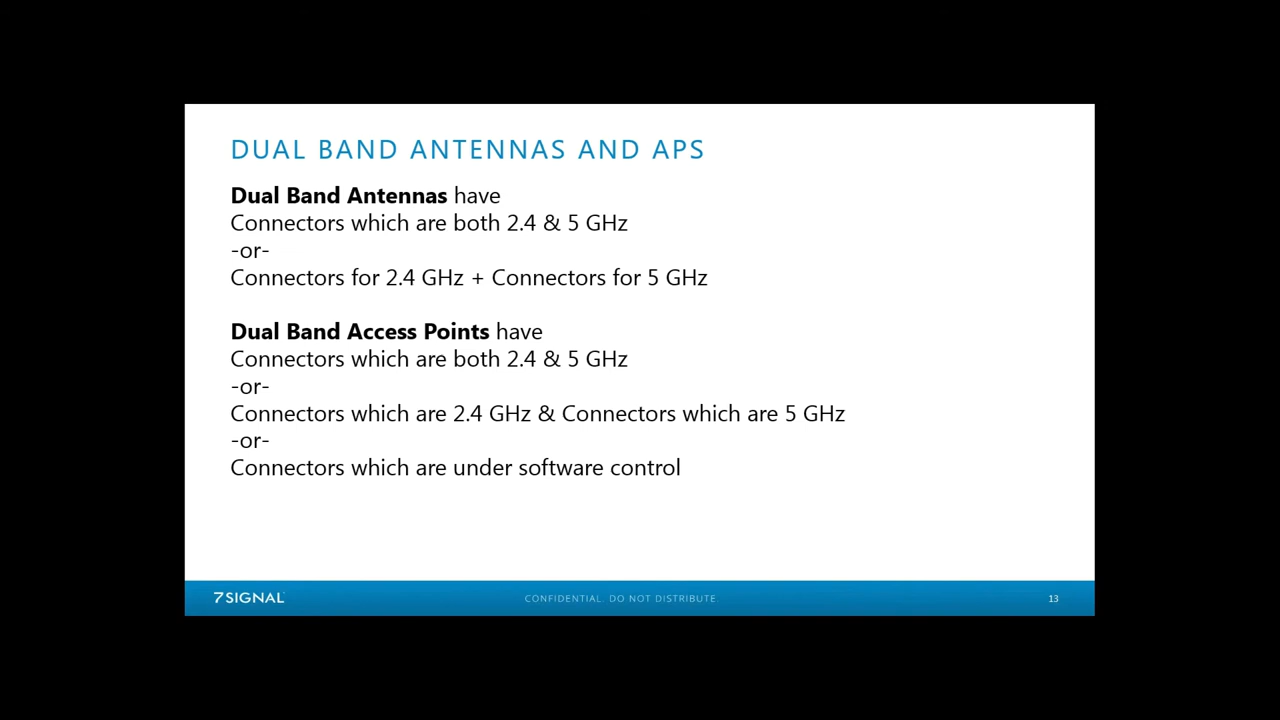 DUAL BAND ANTENNAS AND APS
Dual Band Antennas have
Connectors which are both 2.4 & 5 GHz
-or-
Connectors for 2.4 GHz + Connectors for 5 GHz
Dual Band Access Points have
Connectors which are both 2.4 & 5 GHz
-or-
Connectors which are 2.4 GHz & Connectors which are 5 GHz
-or-
Connectors which are under software control
7SIGNAL
CONFIDENTIAL. DO NOT DISTRIBUTE.
13